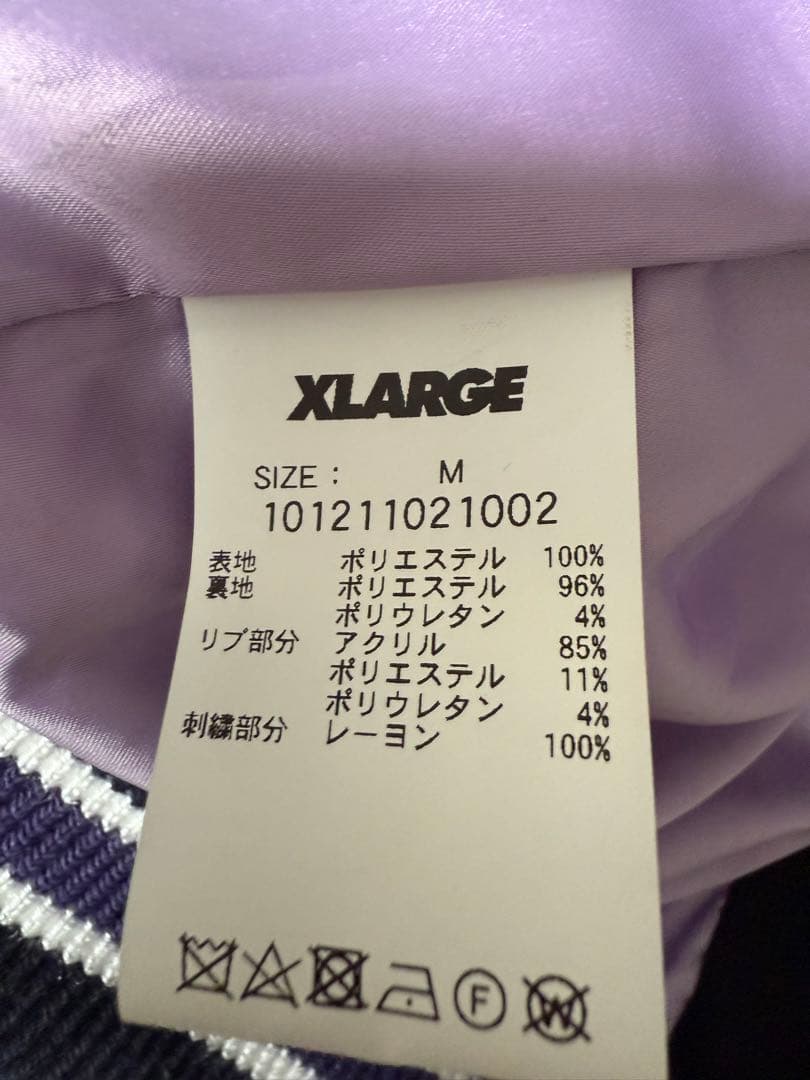 XLARGE
SIZE： M
101211021002
表地 ポリエステル 100%
裏地 ポリエステル 96%
ポリウレタン 4%
リブ部分 アクリル 85%
ポリエステル 11%
ポリウレタン 4%
刺繍部分 レーヨン 100%
F W